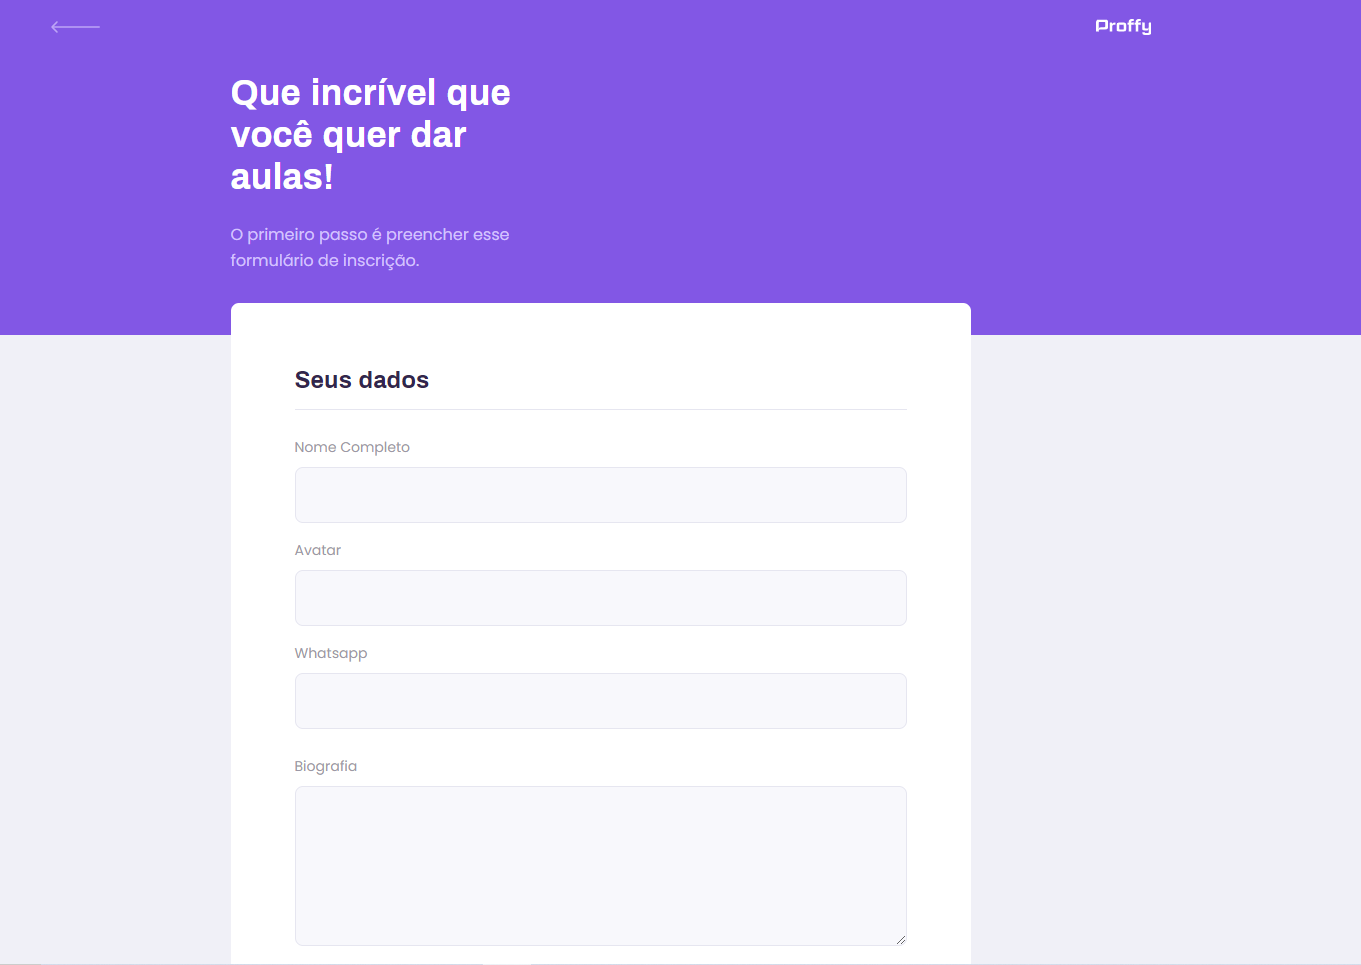 Proffy
Que incrível que
você quer dar
aulas!
O primeiro passo é preencher esse
formulário de inscrição.
Seus dados
Nome Completo
Avatar
Whatsapp
Biografia